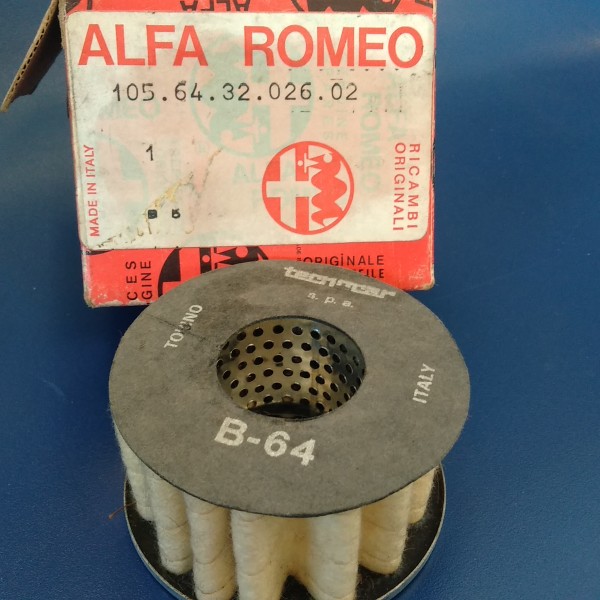 ALFA ROMEO
105.64.32.026.02
1
MADE IN ITALY
RICAMBI
ORIGINALI
ORIGINALE
tecnocar
s.p.a.
TORINO
ITALY
B-64